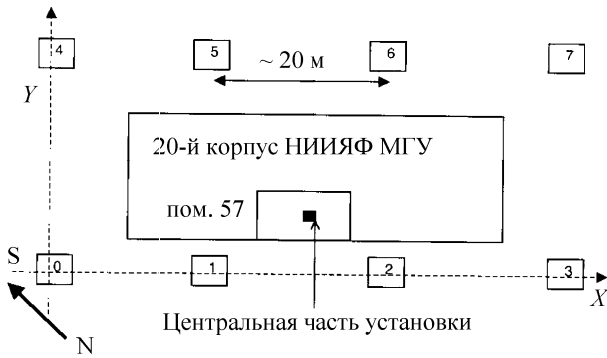 4 5 6 7
~ 20 м
Y
20-й корпус НИИЯФ МГУ
пом. 57
S
0 1 2 3
X
Центральная часть установки
N